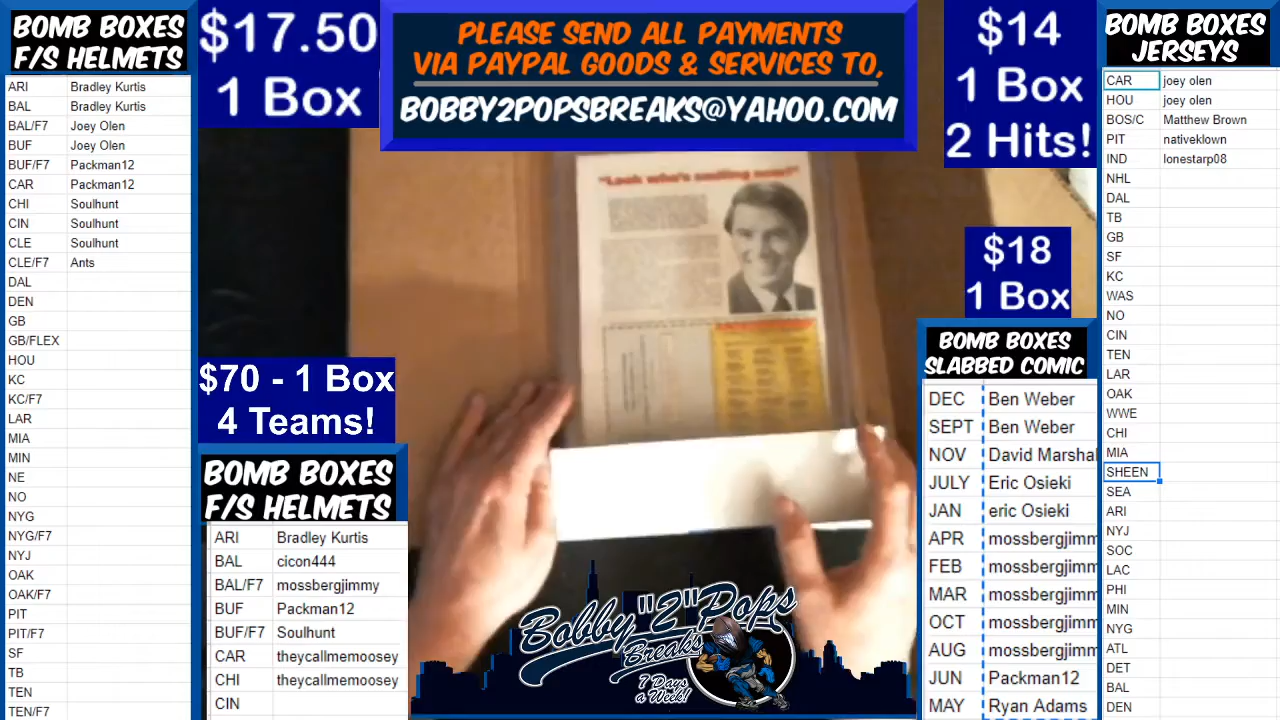 BOMB BOXES
F/S HELMETS
ARI Bradley Kurtis
BAL Bradley Kurtis
BAL/F7 Joey Olen
BUF Joey Olen
BUF/F7 Packman12
CAR Packman12
CHI Soulhunt
CIN Soulhunt
CLE Soulhunt
CLE/F7 Ants
DAL
DEN
GB
GB/FLEX
HOU
KC
KC/F7
LAR
MIA
MIN
NE
NO
NYG
NYG/F7
NYJ
OAK
OAK/F7
PIT
PIT/F7
SF
TB
TEN
TEN/F7
$17.50
1 Box
$70 - 1 Box
4 Teams!
BOMB BOXES
F/S HELMETS
ARI Bradley Kurtis
BAL cicon444
BAL/F7 mossbergjimmy
BUF Packman12
BUF/F7 Soulhunt
CAR theycallmemoosey
CHI theycallmemoosey
CIN
PLEASE SEND ALL PAYMENTS
VIA PAYPAL GOODS & SERVICES TO,
BOBBY2POPSBREAKS@YAHOO.COM
"Look who's smiling now!"
Bobby "2" Pops
Breaks
7 Days
a Week!
$14
1 Box
2 Hits!
$18
1 Box
BOMB BOXES
SLABBED COMIC
DEC Ben Weber
SEPT Ben Weber
NOV David Marshal
JULY Eric Osieki
JAN eric Osieki
APR mossbergjimm
FEB mossbergjimm
MAR mossbergjimm
OCT mossbergjimm
AUG mossbergjimm
JUN Packman12
MAY Ryan Adams
BOMB BOXES
JERSEYS
CAR joey olen
HOU joey olen
BOS/C Matthew Brown
PIT nativeklown
IND lonestarp08
NHL
DAL
TB
GB
SF
KC
WAS
NO
CIN
TEN
LAR
OAK
WWE
CHI
MIA
SHEEN
SEA
ARI
NYJ
SOC
LAC
PHI
MIN
NYG
ATL
DET
BAL
DEN